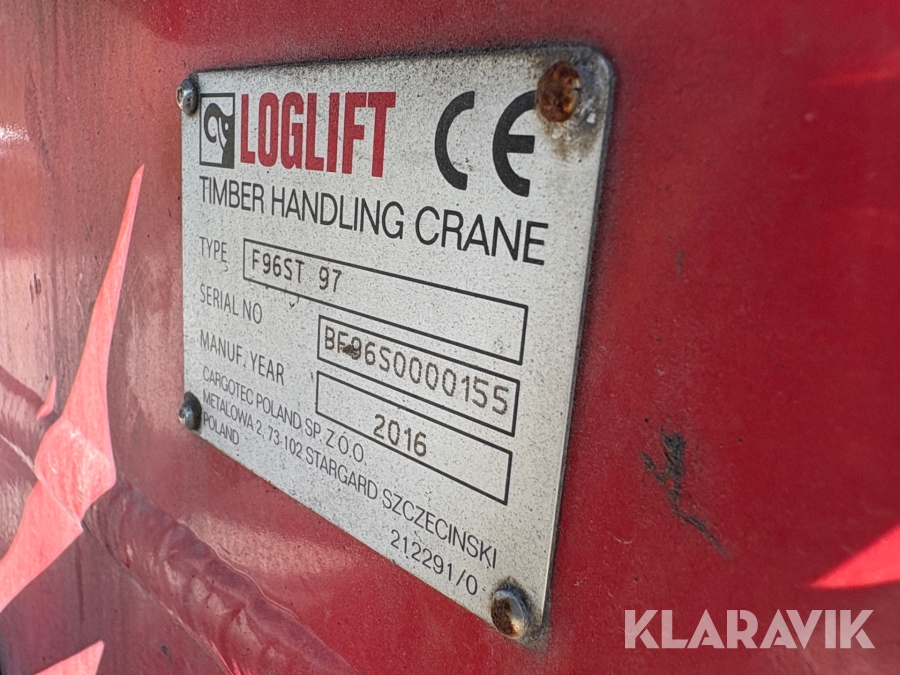 LOGLIFT CE
TIMBER HANDLING CRANE
TYPE F96ST 97
SERIAL NO BF96S0000155
MANUF. YEAR 2016
CARGOTEC POLAND SP. Z O.O.
METALOWA 2, 73-102 STARGARD SZCZECINSKI
POLAND
212291/0
KLARAVIK